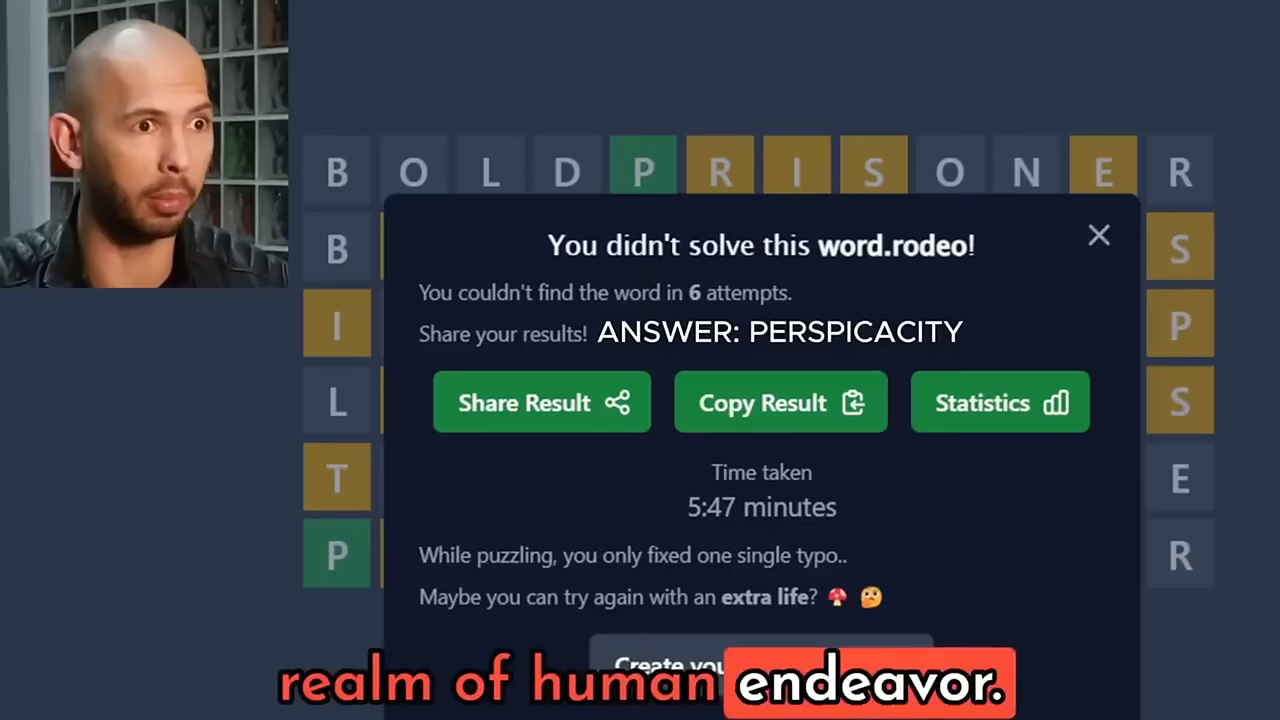 B O L D P R I S O N E R
You didn't solve this word.rodeo!
B S
You couldn't find the word in 6 attempts.
I P
Share your results! ANSWER: PERSPICACITY
Share Result Copy Result Statistics
L S
Time taken
T E
5:47 minutes
While puzzling, you only fixed one single typo..
P R
Maybe you can try again with an extra life?
Create you
realm of human endeavor.